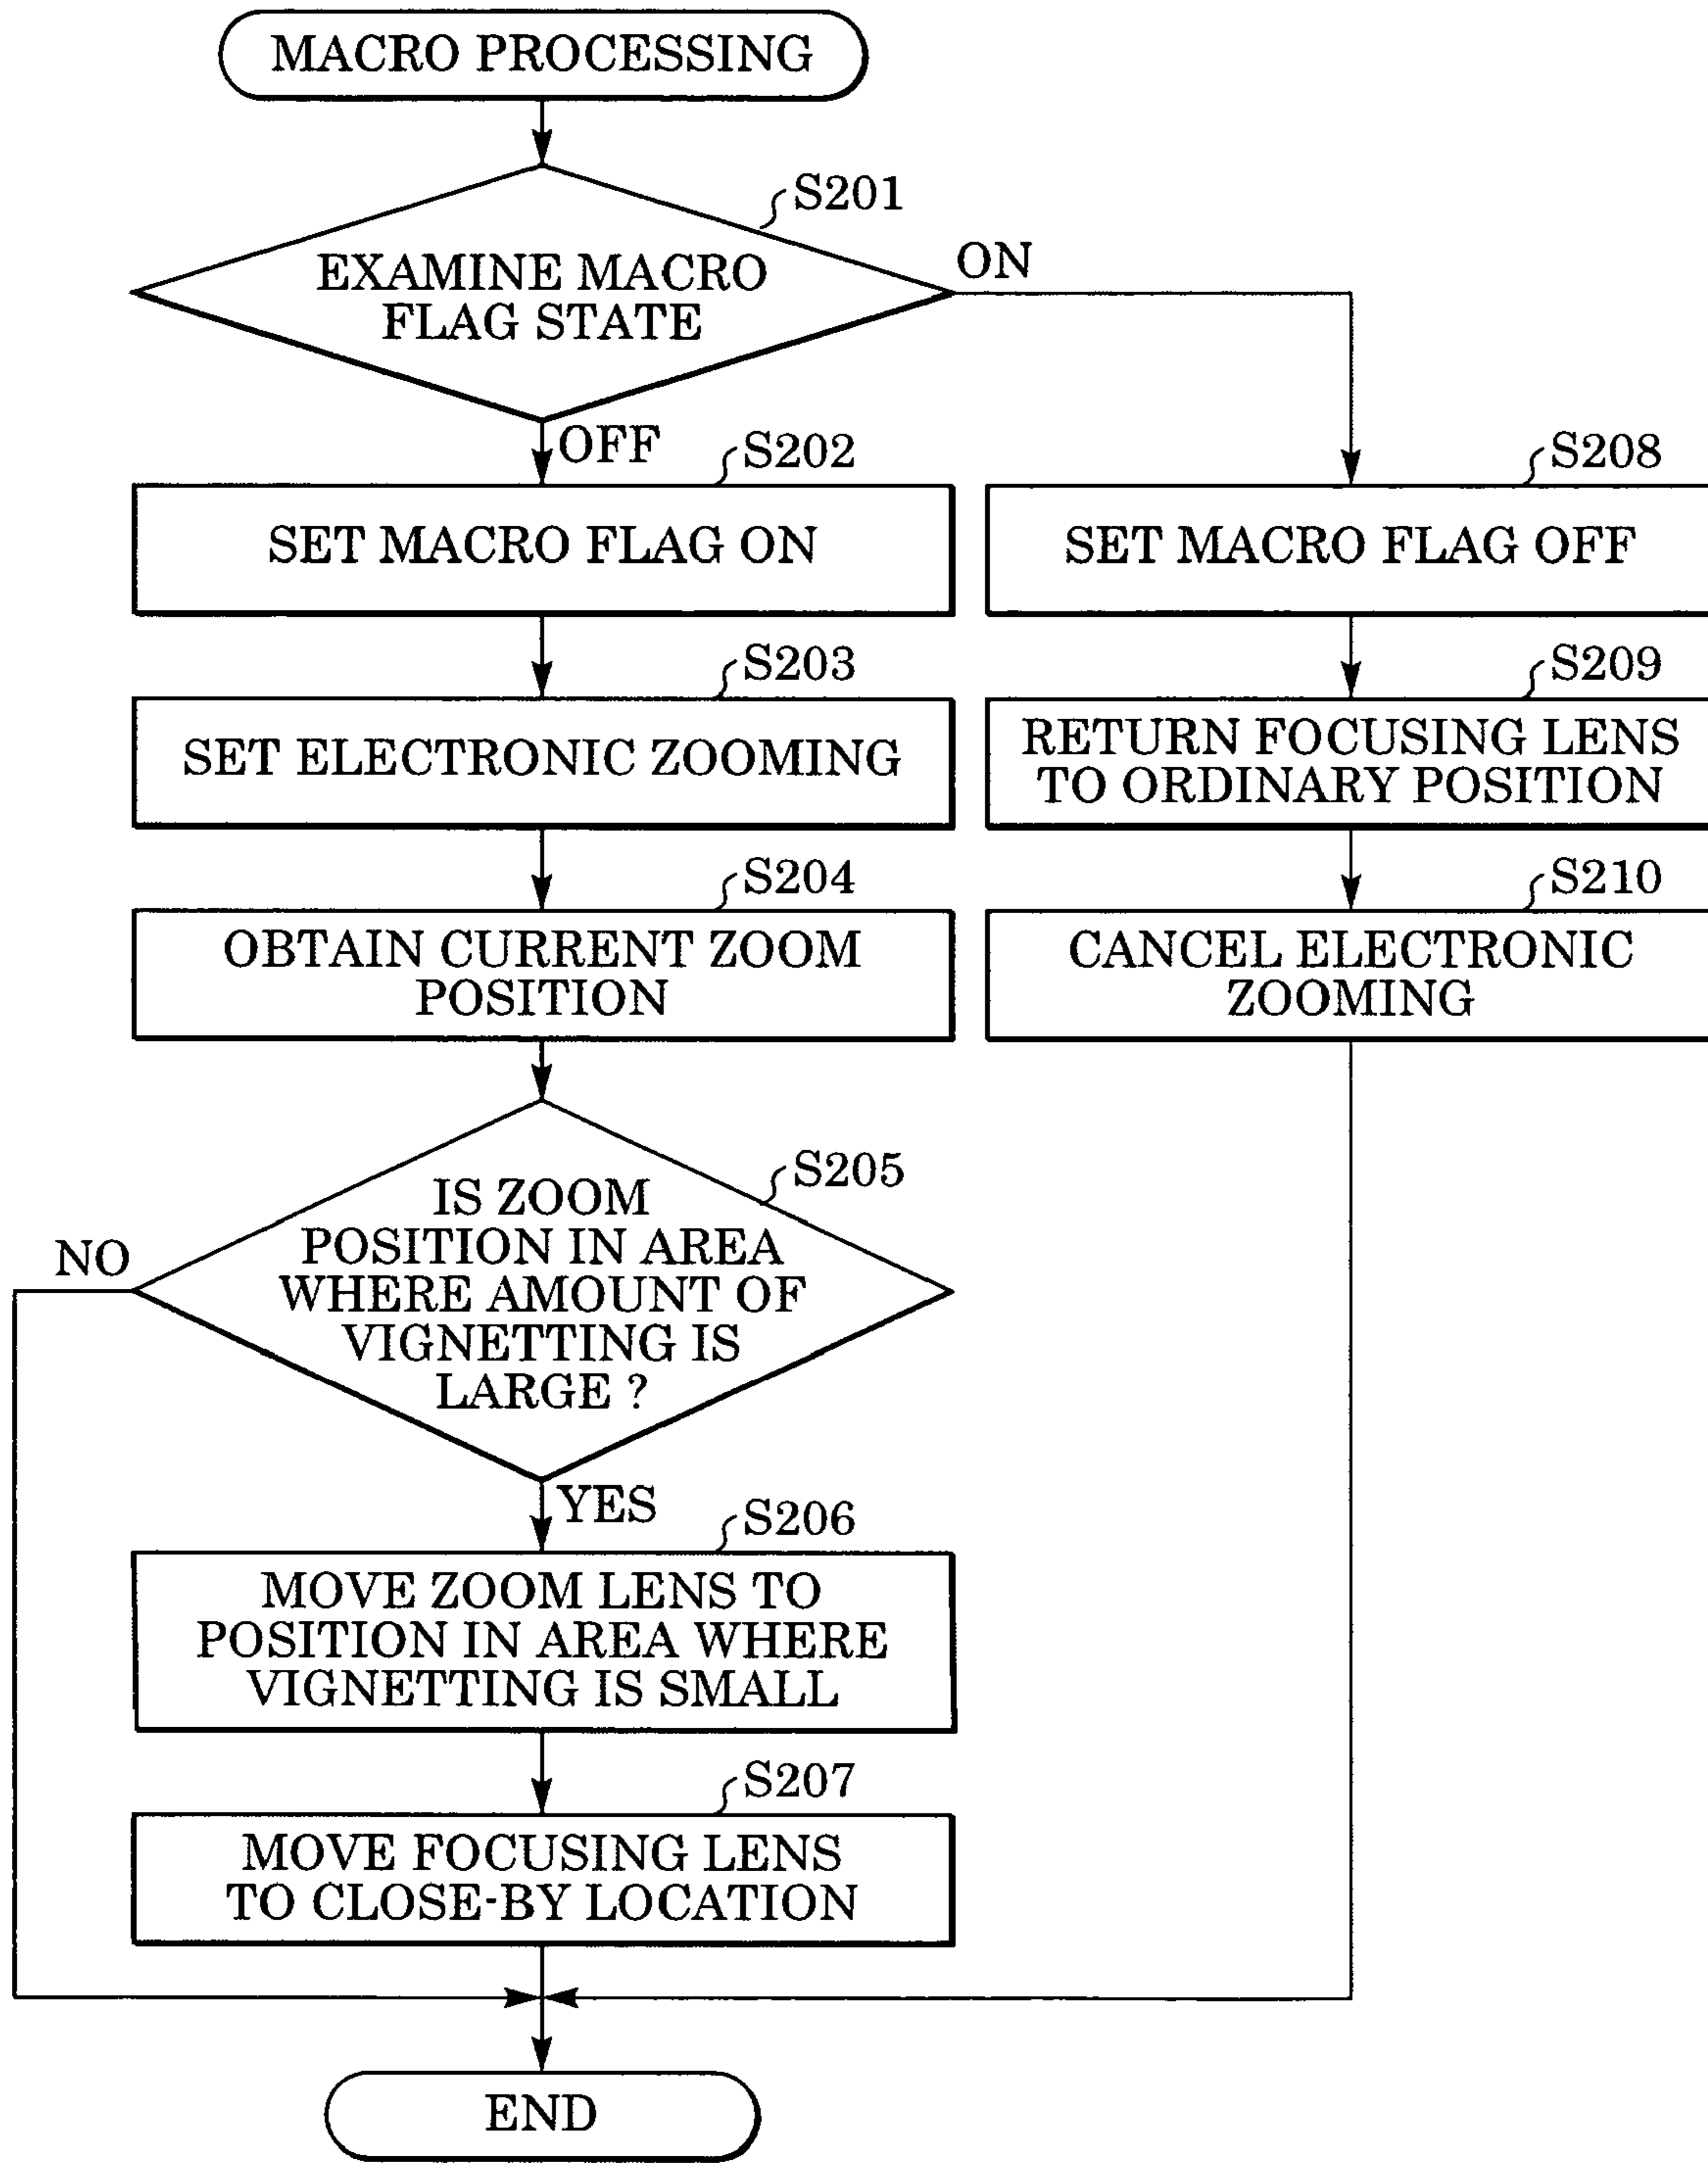 MACRO PROCESSING
S201
EXAMINE MACRO
FLAG STATE
ON
OFF
S202
SET MACRO FLAG ON
S208
SET MACRO FLAG OFF
S203
SET ELECTRONIC ZOOMING
S209
RETURN FOCUSING LENS
TO ORDINARY POSITION
S204
OBTAIN CURRENT ZOOM
POSITION
S210
CANCEL ELECTRONIC
ZOOMING
S205
IS ZOOM
POSITION IN AREA
WHERE AMOUNT OF
VIGNETTING IS
LARGE ?
NO
YES
S206
MOVE ZOOM LENS TO
POSITION IN AREA WHERE
VIGNETTING IS SMALL
S207
MOVE FOCUSING LENS
TO CLOSE-BY LOCATION
END